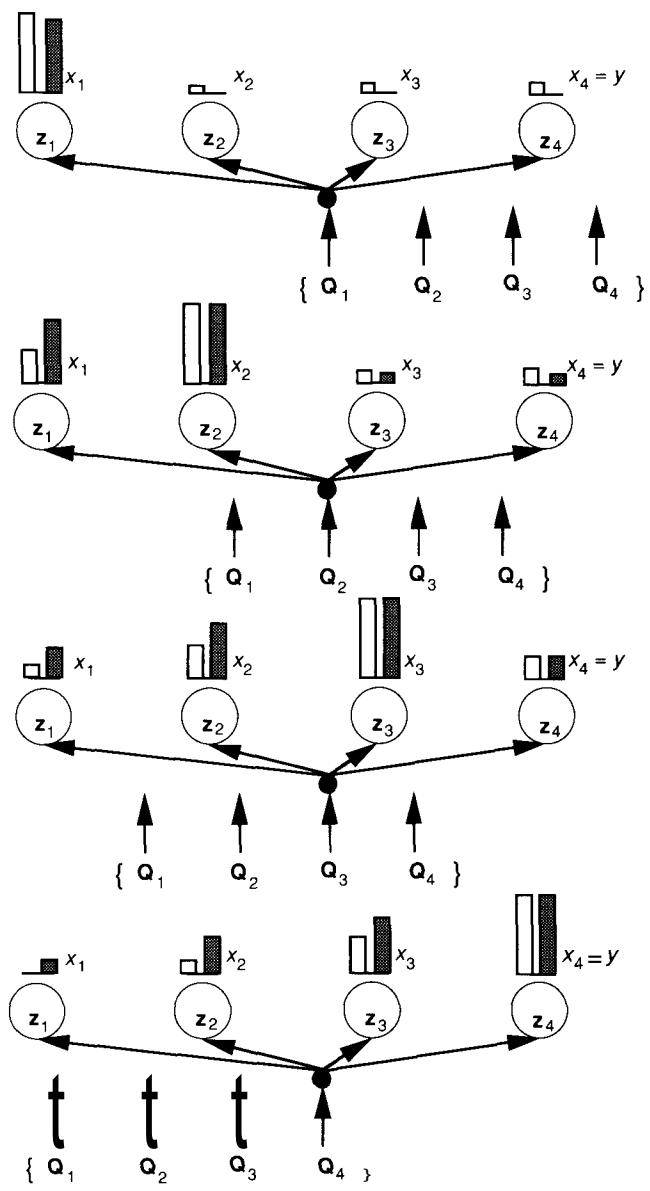 x1 x2 x3 x4 = y
z1 z2 z3 z4
{ Q1 Q2 Q3 Q4 }
x1 x2 x3 x4 = y
z1 z2 z3 z4
{ Q1 Q2 Q3 Q4 }
x1 x2 x3 x4 = y
z1 z2 z3 z4
{ Q1 Q2 Q3 Q4 }
x1 x2 x3 x4 = y
z1 z2 z3 z4
t t t
{ Q1 Q2 Q3 Q4 }